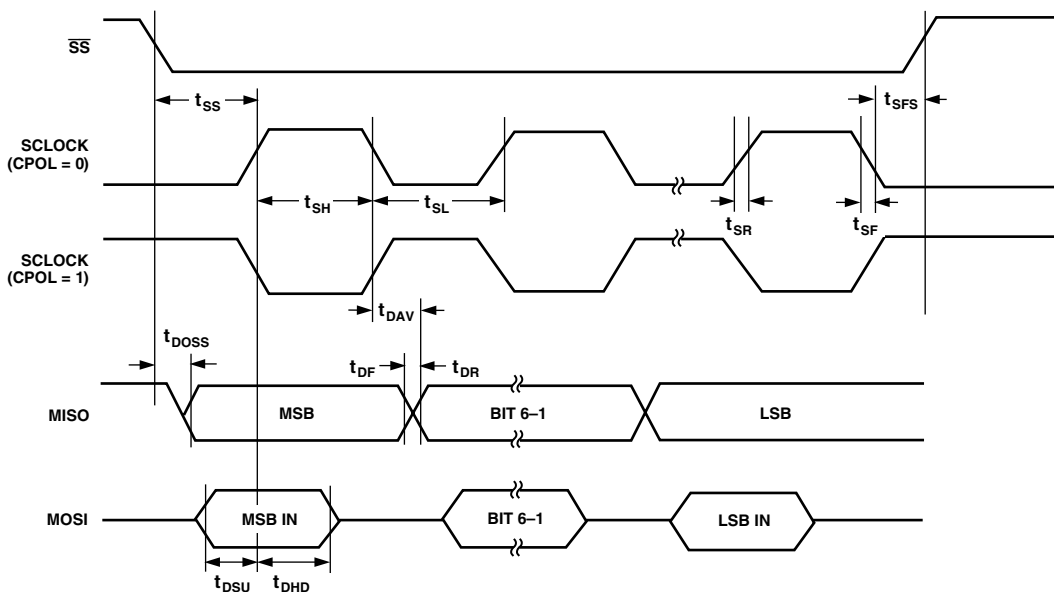 SS
tSS
tSFS
SCLOCK
(CPOL = 0)
tSH
tSL
tSR
tSF
SCLOCK
(CPOL = 1)
tDAV
tDOSS
tDF
tDR
MISO
MSB
BIT 6–1
LSB
MOSI
MSB IN
BIT 6–1
LSB IN
tDSU
tDHD